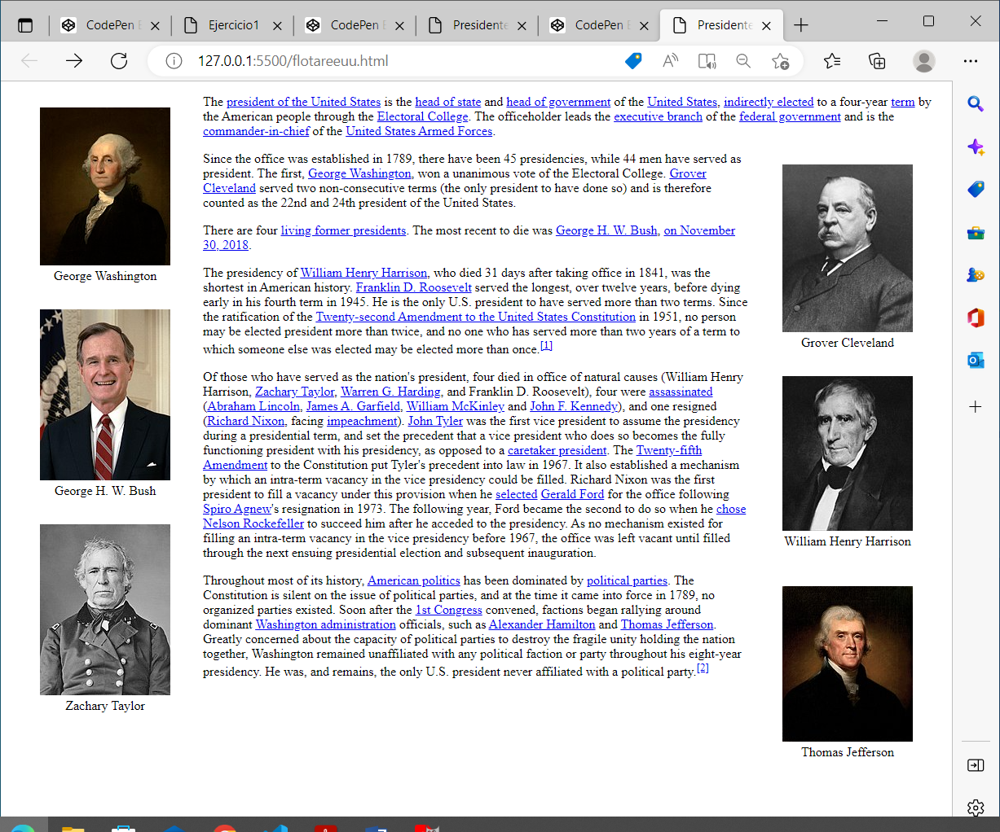 CodePen E
Ejercicio1
CodePen E
Presidente
CodePen E
Presidente
127.0.0.1:5500/flotareeuu.html
The president of the United States is the head of state and head of government of the United States, indirectly elected to a four-year term by
the American people through the Electoral College. The officeholder leads the executive branch of the federal government and is the
commander-in-chief of the United States Armed Forces.
Since the office was established in 1789, there have been 45 presidencies, while 44 men have served as
president. The first, George Washington, won a unanimous vote of the Electoral College. Grover
Cleveland served two non-consecutive terms (the only president to have done so) and is therefore
counted as the 22nd and 24th president of the United States.
There are four living former presidents. The most recent to die was George H. W. Bush, on November
30, 2018.
The presidency of William Henry Harrison, who died 31 days after taking office in 1841, was the
shortest in American history. Franklin D. Roosevelt served the longest, over twelve years, before dying
early in his fourth term in 1945. He is the only U.S. president to have served more than two terms. Since
the ratification of the Twenty-second Amendment to the United States Constitution in 1951, no person
may be elected president more than twice, and no one who has served more than two years of a term to
which someone else was elected may be elected more than once.[1]
Of those who have served as the nation's president, four died in office of natural causes (William Henry
Harrison, Zachary Taylor, Warren G. Harding, and Franklin D. Roosevelt), four were assassinated
(Abraham Lincoln, James A. Garfield, William McKinley and John F. Kennedy), and one resigned
(Richard Nixon, facing impeachment). John Tyler was the first vice president to assume the presidency
during a presidential term, and set the precedent that a vice president who does so becomes the fully
functioning president with his presidency, as opposed to a caretaker president. The Twenty-fifth
Amendment to the Constitution put Tyler's precedent into law in 1967. It also established a mechanism
by which an intra-term vacancy in the vice presidency could be filled. Richard Nixon was the first
president to fill a vacancy under this provision when he selected Gerald Ford for the office following
Spiro Agnew's resignation in 1973. The following year, Ford became the second to do so when he chose
Nelson Rockefeller to succeed him after he acceded to the presidency. As no mechanism existed for
filling an intra-term vacancy in the vice presidency before 1967, the office was left vacant until filled
through the next ensuing presidential election and subsequent inauguration.
Throughout most of its history, American politics has been dominated by political parties. The
Constitution is silent on the issue of political parties, and at the time it came into force in 1789, no
organized parties existed. Soon after the 1st Congress convened, factions began rallying around
dominant Washington administration officials, such as Alexander Hamilton and Thomas Jefferson.
Greatly concerned about the capacity of political parties to destroy the fragile unity holding the nation
together, Washington remained unaffiliated with any political faction or party throughout his eight-year
presidency. He was, and remains, the only U.S. president never affiliated with a political party.[2]
George Washington
George H. W. Bush
Zachary Taylor
Grover Cleveland
William Henry Harrison
Thomas Jefferson